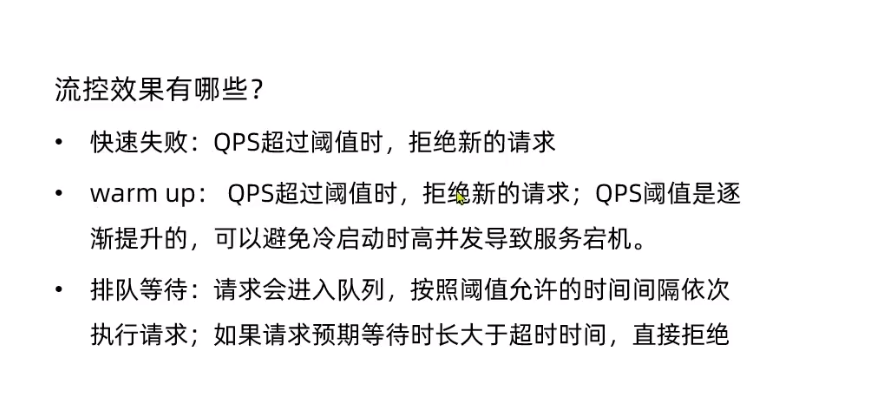 流控效果有哪些？
• 快速失败：QPS超过阈值时，拒绝新的请求
• warm up： QPS超过阈值时，拒绝新的请求；QPS阈值是逐
渐提升的，可以避免冷启动时高并发导致服务宕机。
• 排队等待：请求会进入队列，按照阈值允许的时间间隔依次
执行请求；如果请求预期等待时长大于超时时间，直接拒绝